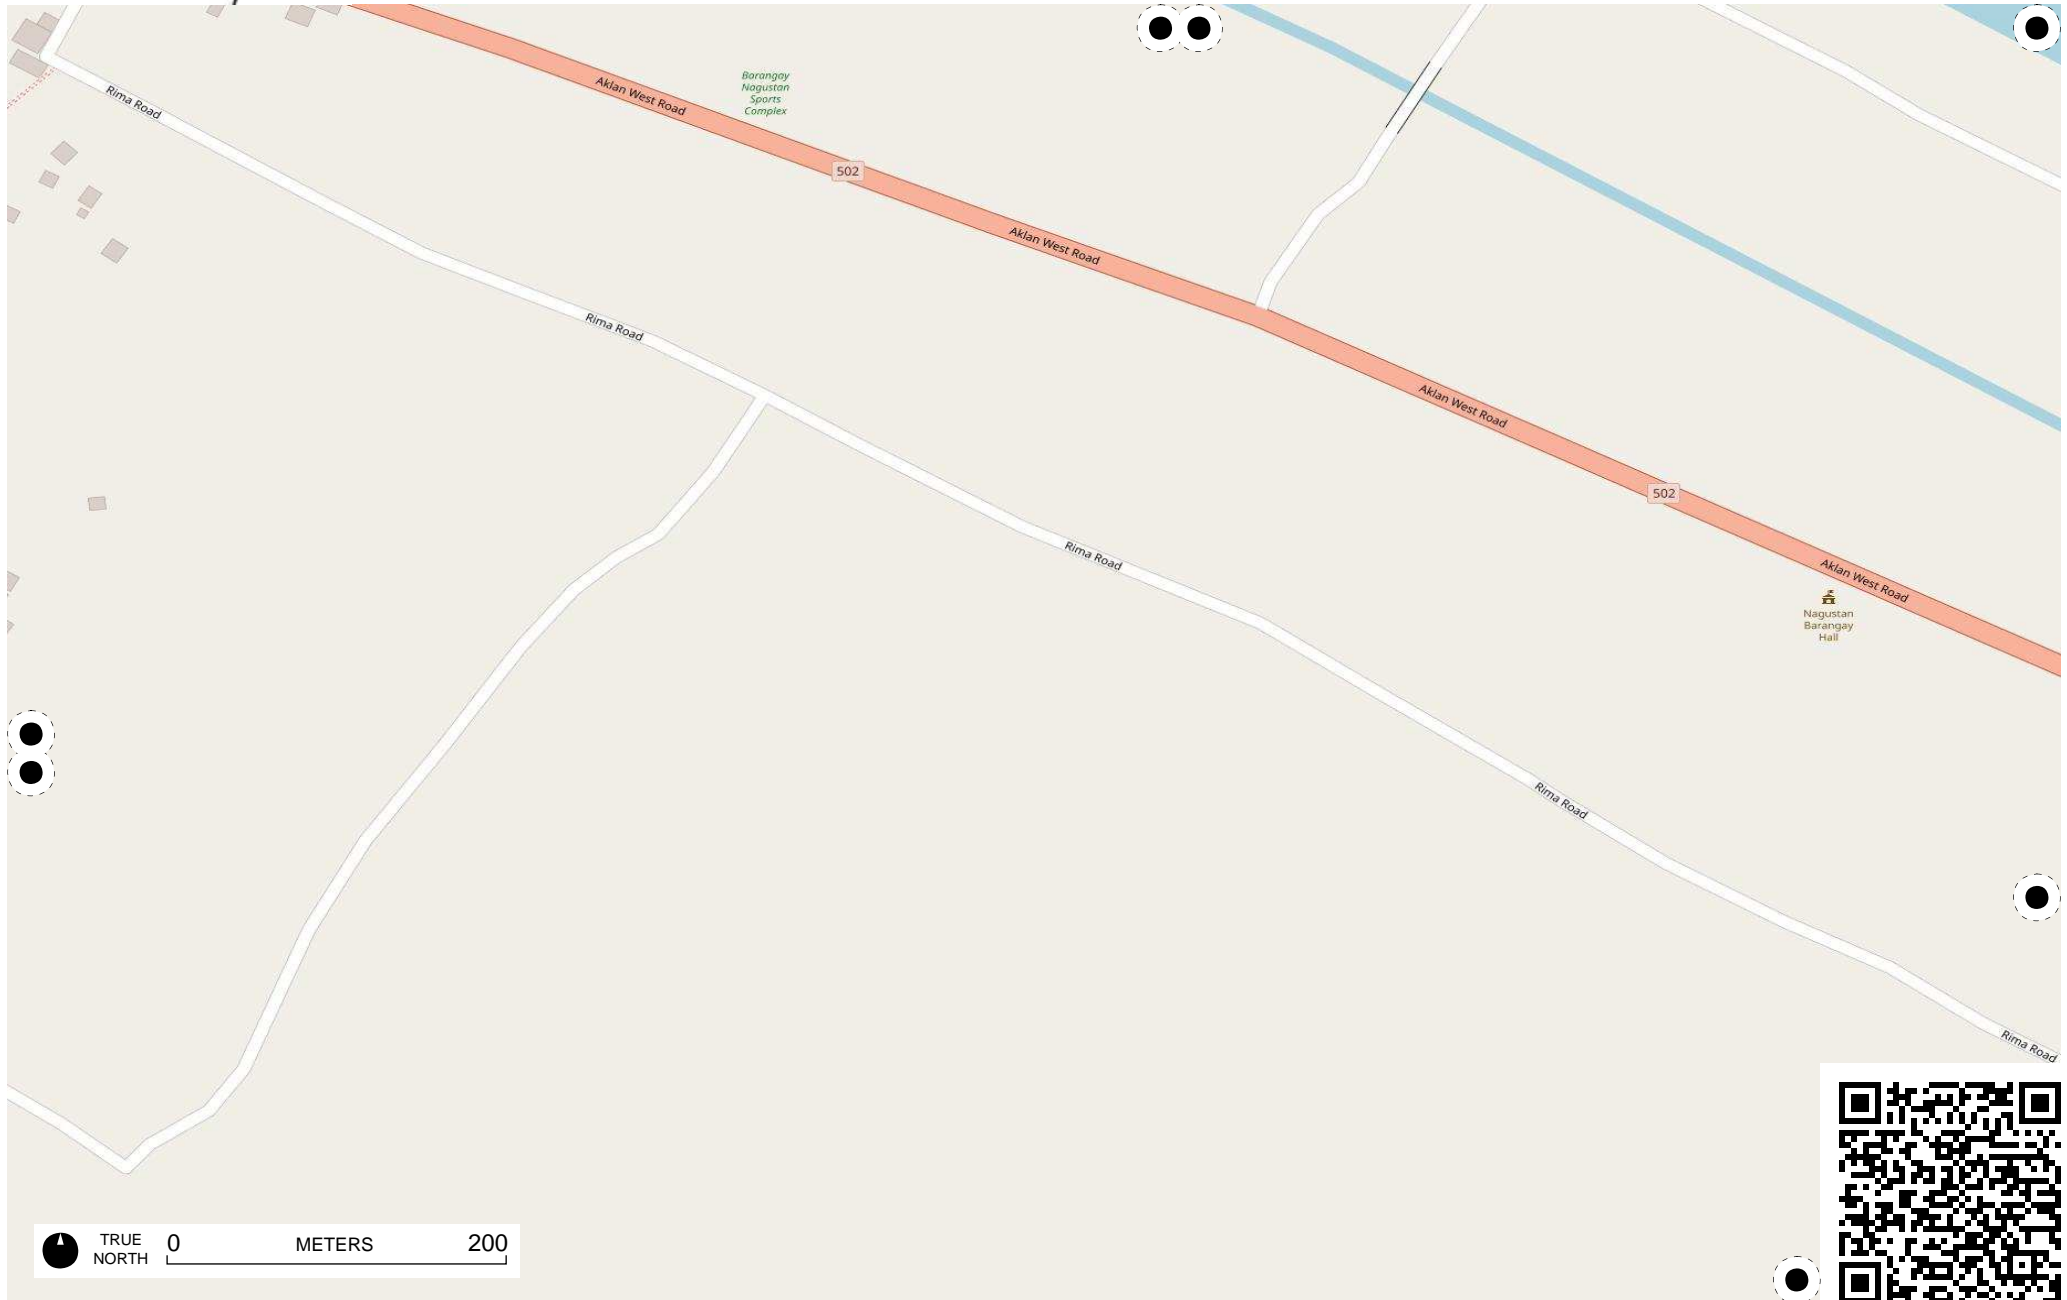 Rima Road
Aklan West Road
Barangay
Nagustan
Sports
Complex
502
Aklan West Road
Rima Road
Aklan West Road
502
Rima Road
Aklan West Road
Nagustan
Barangay
Hall
Rima Road
Rima Road
TRUE
NORTH
0 METERS 200